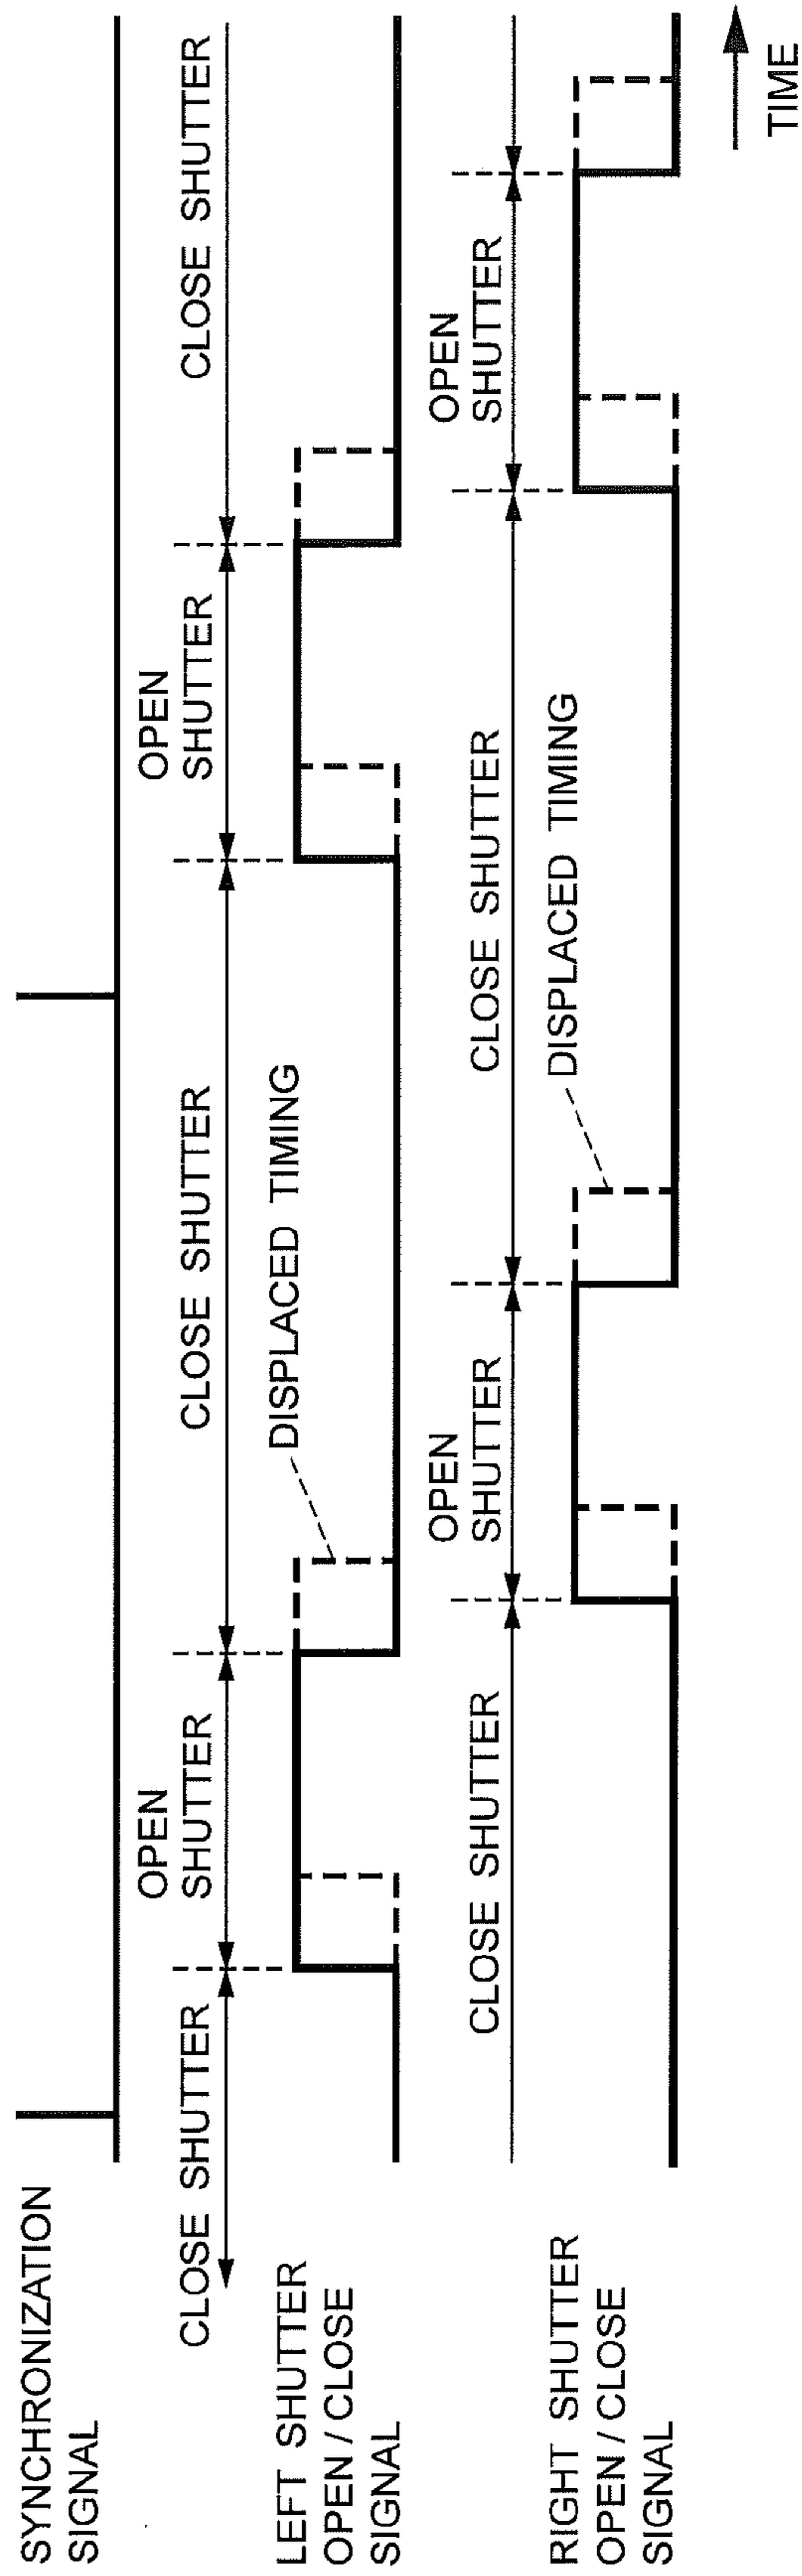 SYNCHRONIZATION
SIGNAL
CLOSE SHUTTER
OPEN
SHUTTER
CLOSE SHUTTER
OPEN
SHUTTER
CLOSE SHUTTER
LEFT SHUTTER
OPEN / CLOSE
SIGNAL
DISPLACED TIMING
CLOSE SHUTTER
OPEN
SHUTTER
CLOSE SHUTTER
OPEN
SHUTTER
RIGHT SHUTTER
OPEN / CLOSE
SIGNAL
DISPLACED TIMING
TIME